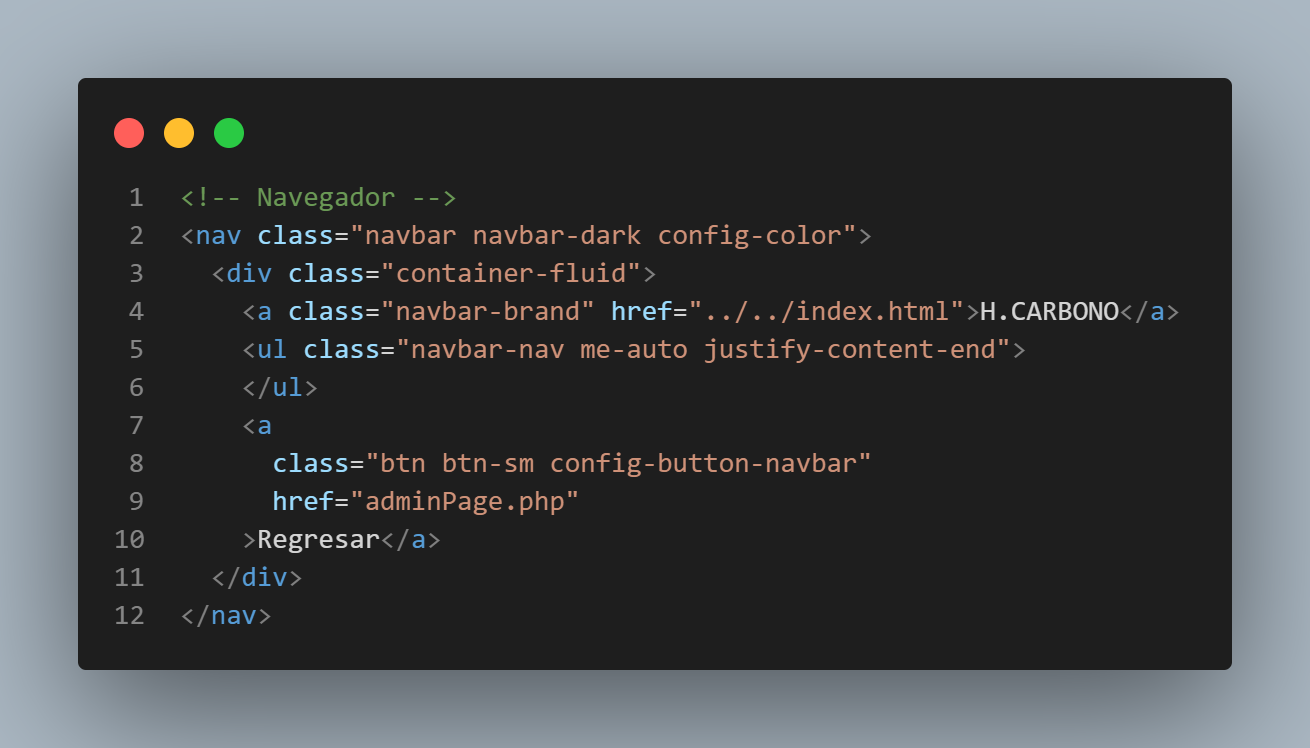 1 <!-- Navegador -->
2 <nav class="navbar navbar-dark config-color">
3   <div class="container-fluid">
4     <a class="navbar-brand" href="../../index.html">H.CARBONO</a>
5     <ul class="navbar-nav me-auto justify-content-end">
6     </ul>
7     <a
8       class="btn btn-sm config-button-navbar"
9       href="adminPage.php"
10     >Regresar</a>
11   </div>
12 </nav>